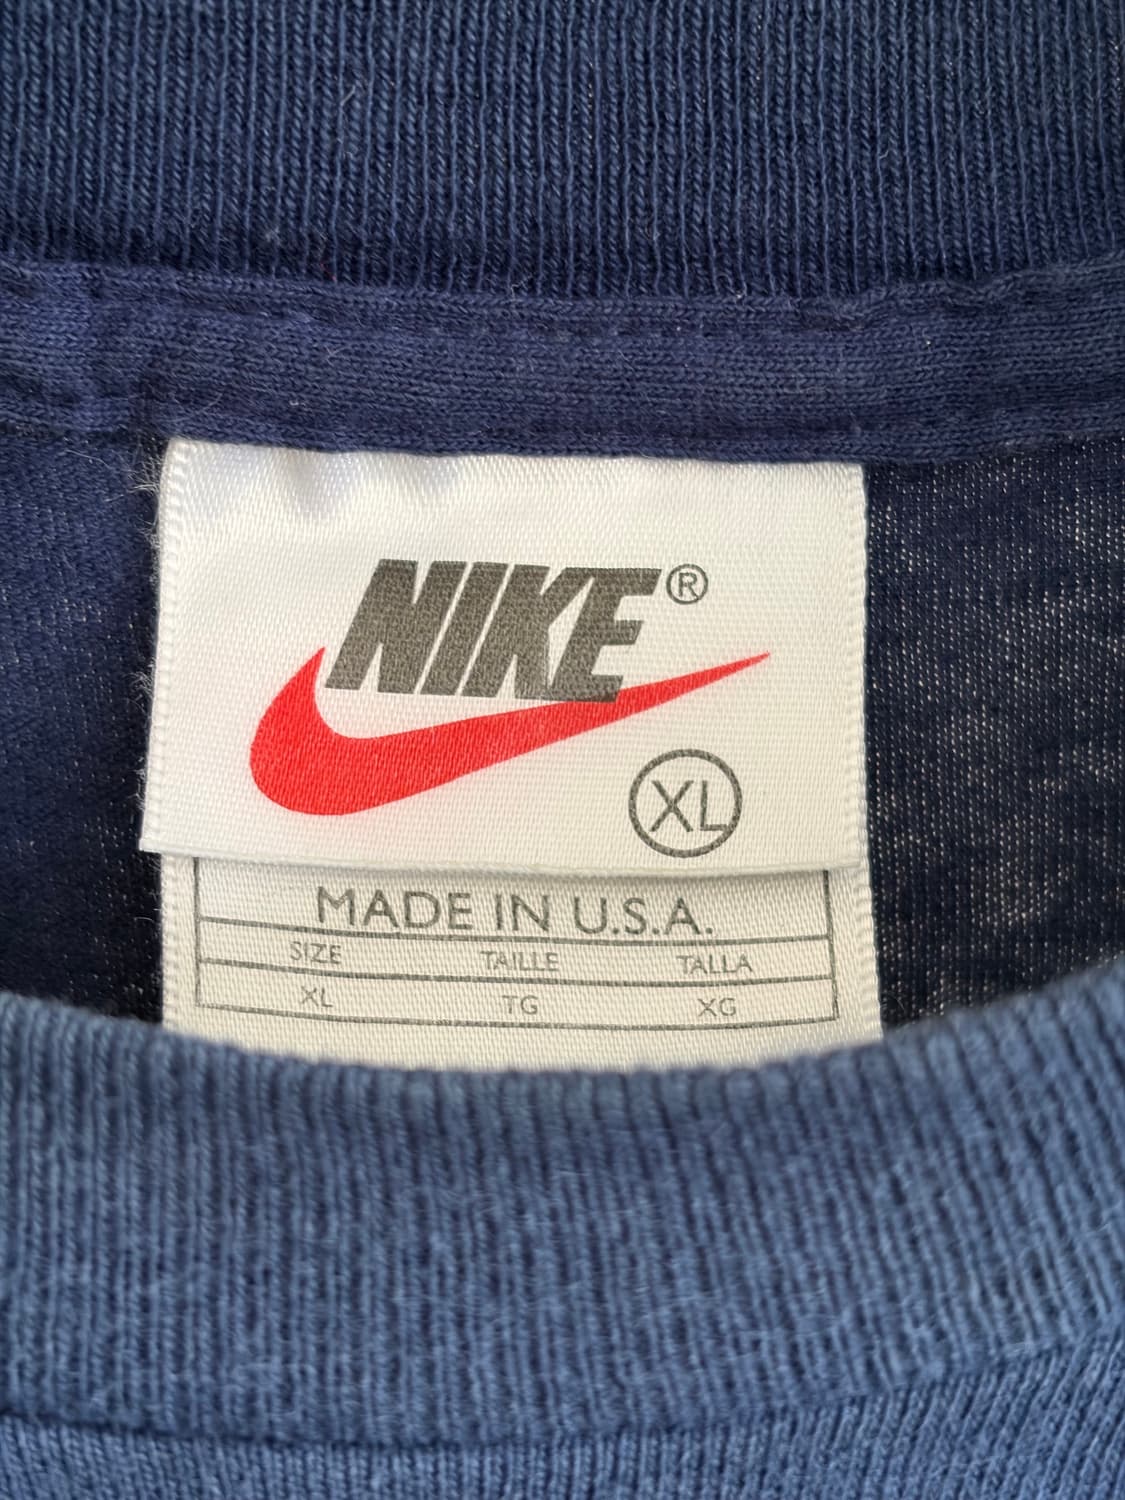 NIKE®
XL
MADE IN U.S.A.
SIZE TAILLE TALLA
XL TG XG